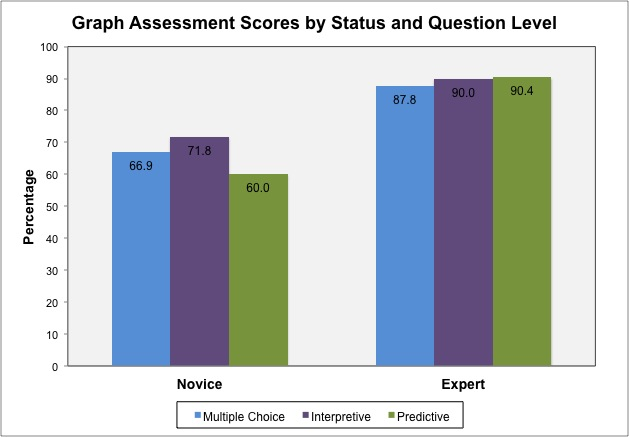 Graph Assessment Scores by Status and Question Level
Percentage
100
90
80
70
60
50
40
30
20
10
0
66.9
71.8
60.0
87.8
90.0
90.4
Novice
Expert
Multiple Choice
Interpretive
Predictive